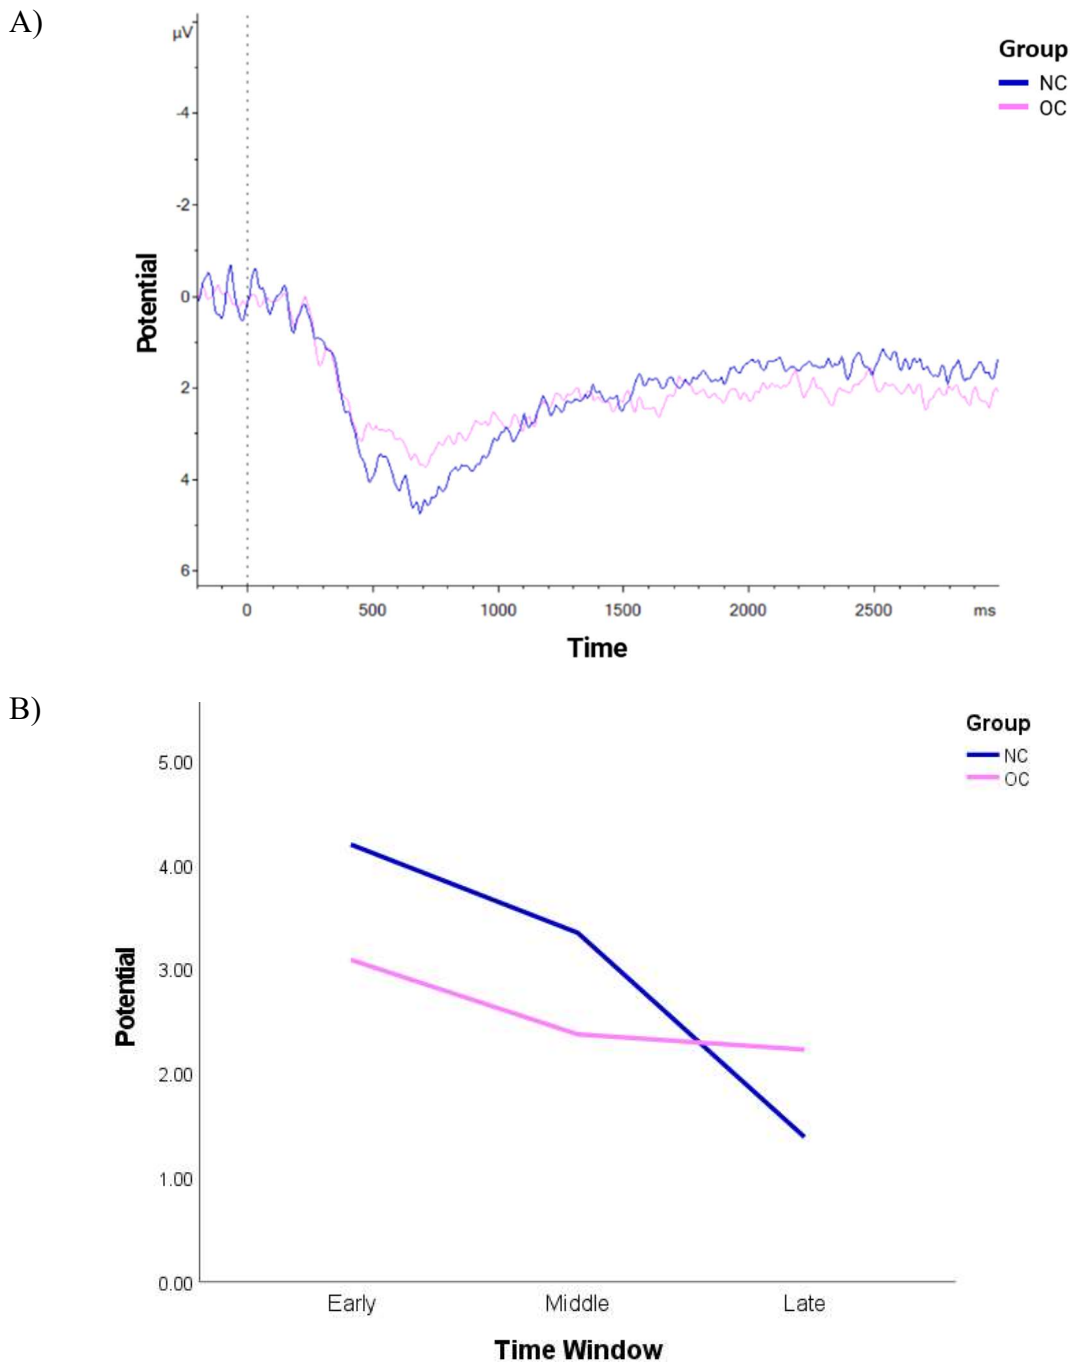 A)
µV
-4
-2
0
2
4
6
Potential
0 500 1000 1500 2000 2500 ms
Time
Group
NC
OC
B)
5.00
4.00
3.00
2.00
1.00
0.00
Potential
Early Middle Late
Time Window
Group
NC
OC